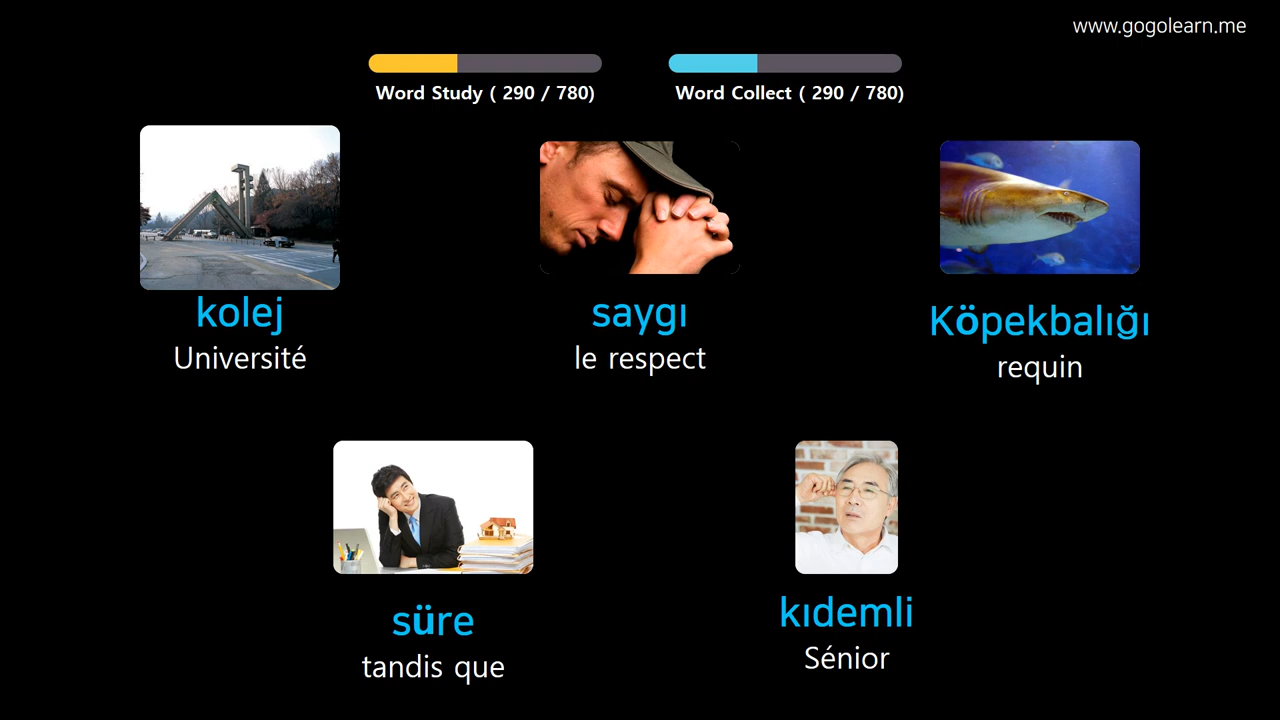 www.gogolearn.me
Word Study ( 290 / 780)
Word Collect ( 290 / 780)
kolej
Université
saygı
le respect
Köpekbalığı
requin
süre
tandis que
kıdemli
Sénior